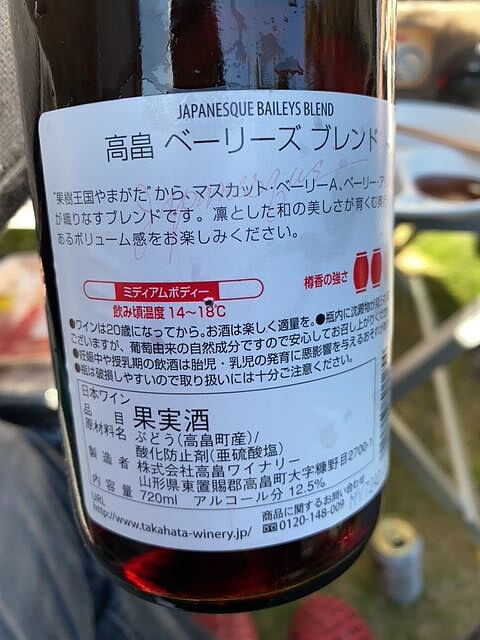 JAPANESQUE BAILEYS BLEND
高畠 ベーリーズ ブレンド
"果樹王国やまがた"から、マスカット・ベーリーA、ベーリー・ア
が織りなすブレンドです。凛とした和の美しさが育くむ
あるボリューム感をお楽しみください。
樽香の強さ
ミディアムボディー
飲み頃温度 14~18℃
●ワインは20歳になってから。お酒は楽しく適量を。●瓶内に沈殿物が
ございますが、葡萄由来の自然成分ですので安心してお召し上がり
●妊娠中や授乳期の飲酒は胎児・乳児の発育に悪影響を与えるおそれが
●瓶は破損しやすいので取り扱いには十分ご注意ください。
日本ワイン
品 目 果実酒
原材料名 ぶどう(高畠町産)/
酸化防止剤(亜硫酸塩)
製造者 株式会社高畠ワイナリー
山形県東置賜郡高畠町大字糠野目2700-1
内容量 720ml アルコール分 12.5%
URL 商品に関するお問い合わせ
http://www.takahata-winery.jp/ 0120-148-009